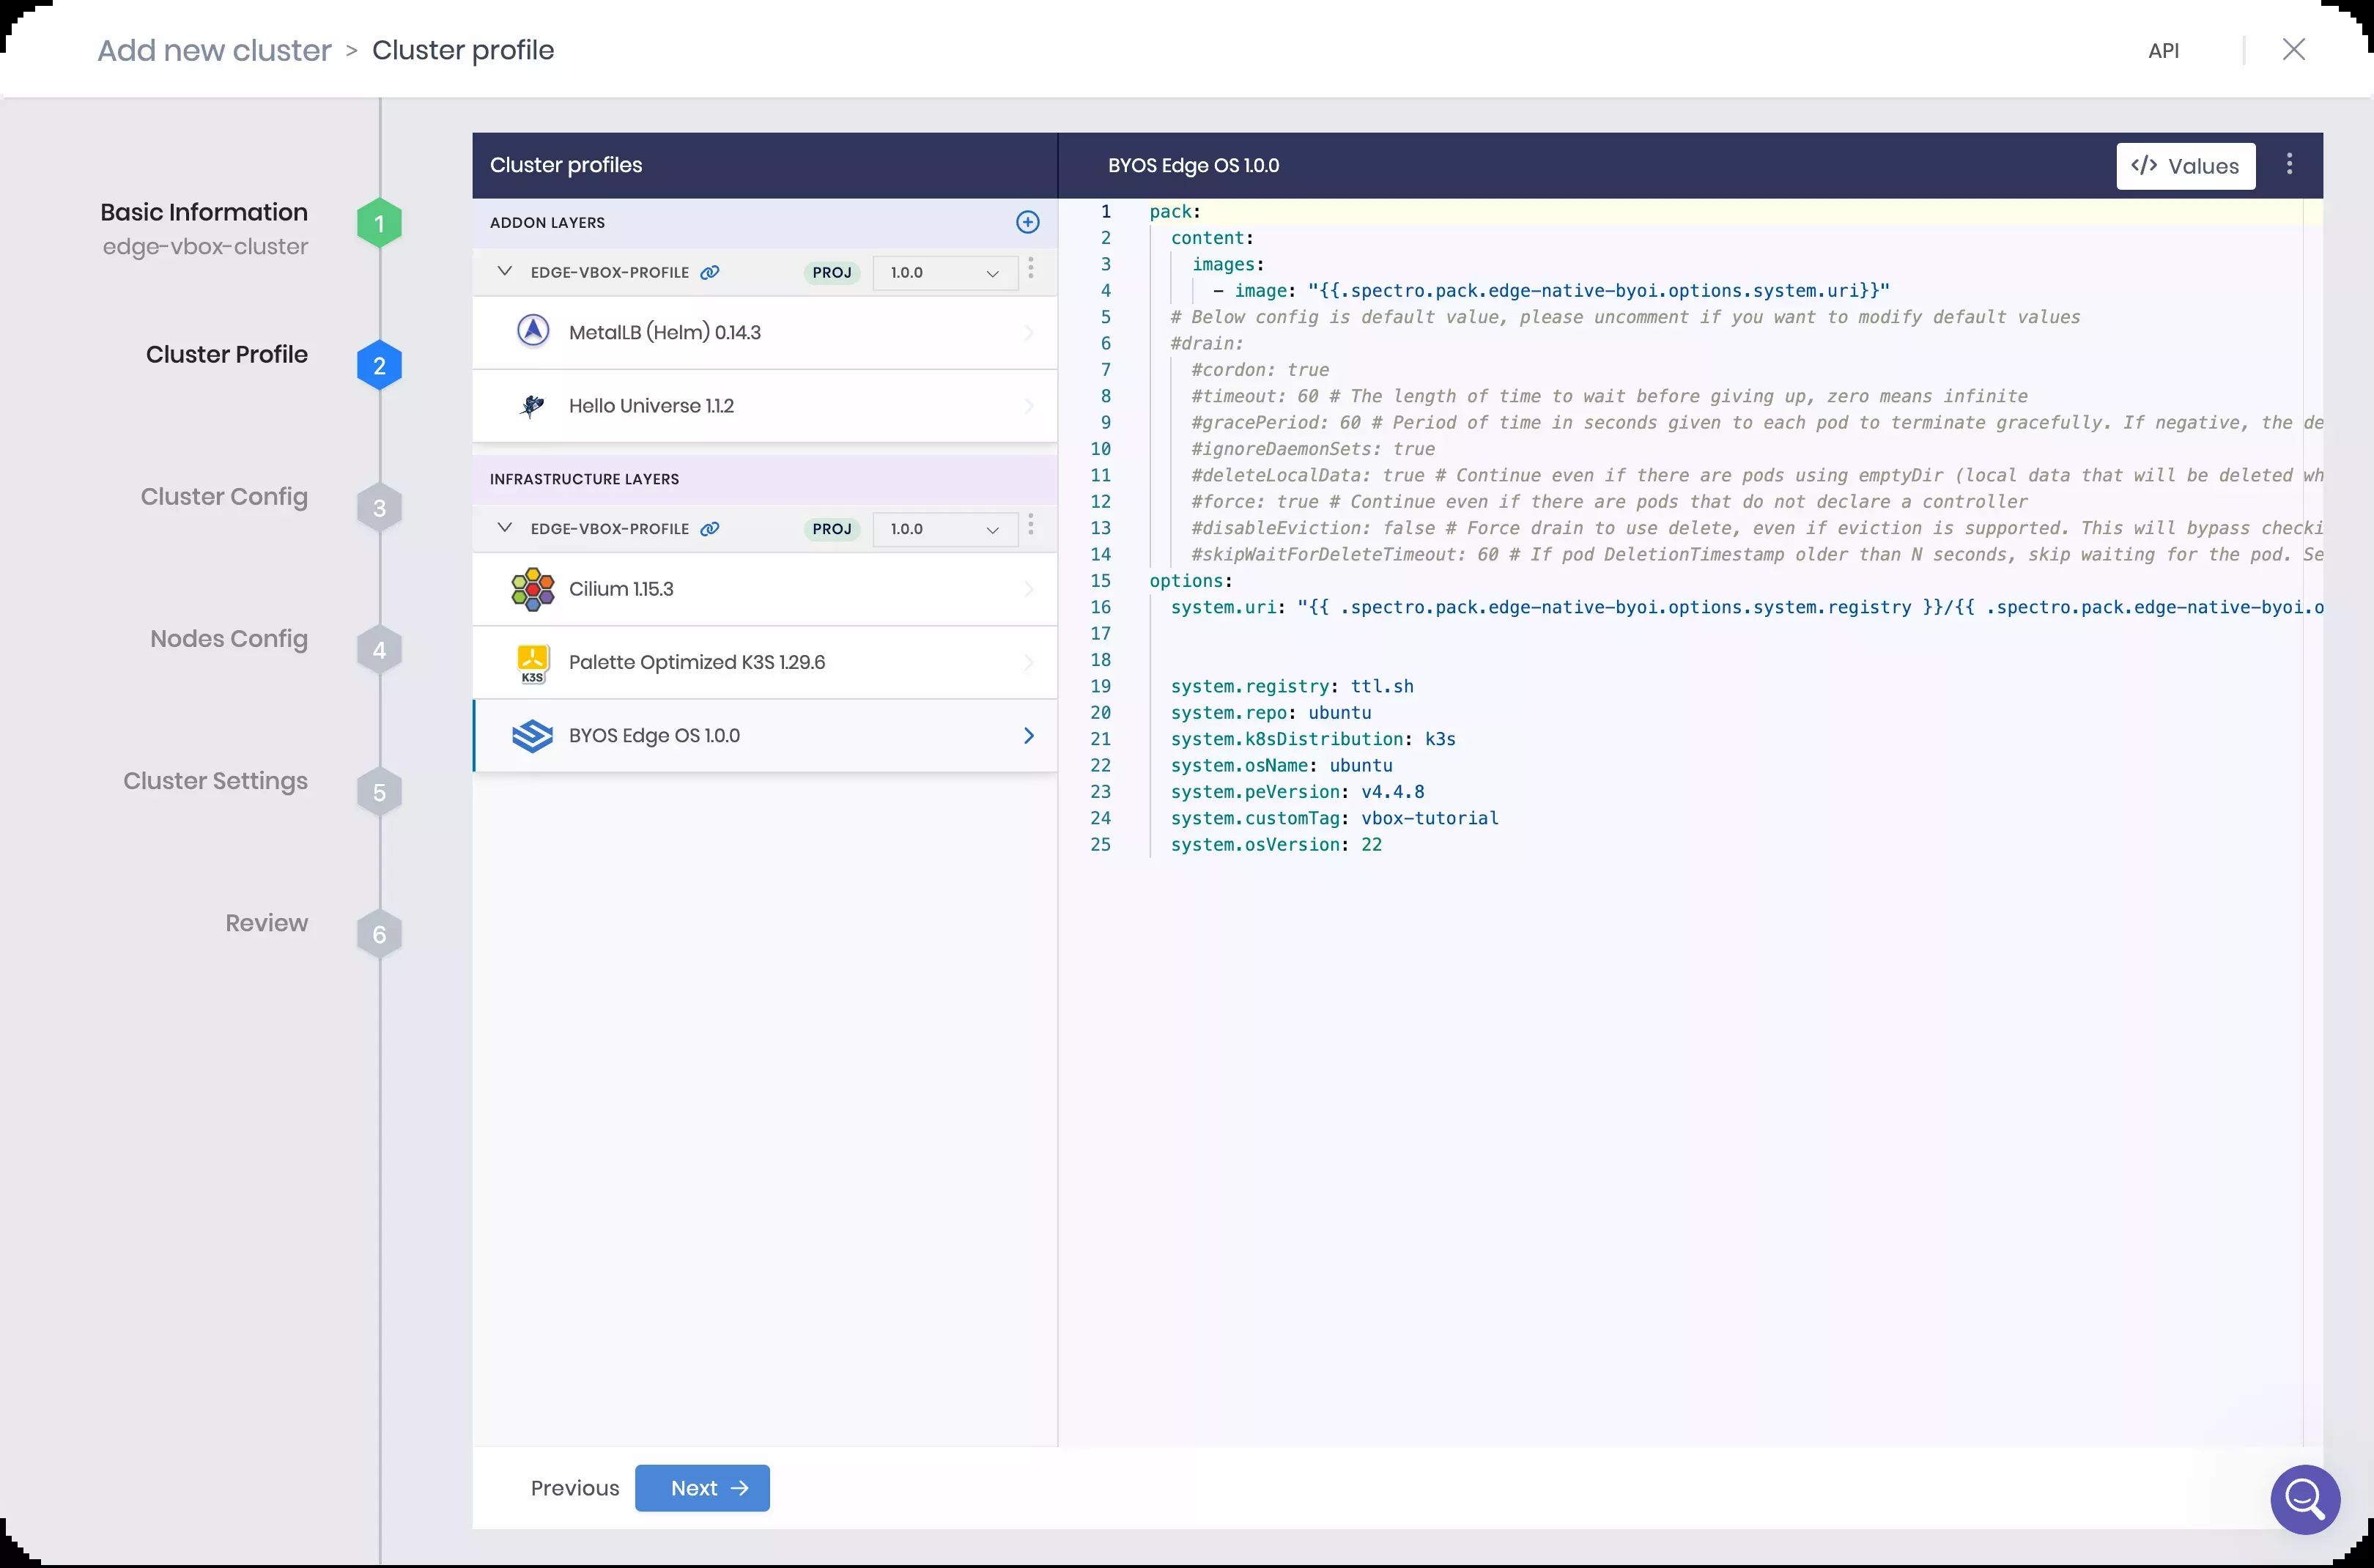 Add new cluster > Cluster profile
API
Basic Information
edge-vbox-cluster
1
Cluster Profile
2
Cluster Config
3
Nodes Config
4
Cluster Settings
5
Review
6
Cluster profiles
ADDON LAYERS
EDGE-VBOX-PROFILE PROJ 1.0.0
MetalLB (Helm) 0.14.3
Hello Universe 1.1.2
INFRASTRUCTURE LAYERS
EDGE-VBOX-PROFILE PROJ 1.0.0
Cilium 1.15.3
K3S
Palette Optimized K3S 1.29.6
BYOS Edge OS 1.0.0
BYOS Edge OS 1.0.0
</> Values
1 pack:
2 content:
3 images:
4 - image: "{{.spectro.pack.edge-native-byoi.options.system.uri}}"
5 # Below config is default value, please uncomment if you want to modify default values
6 #drain:
7 #cordon: true
8 #timeout: 60 # The length of time to wait before giving up, zero means infinite
9 #gracePeriod: 60 # Period of time in seconds given to each pod to terminate gracefully. If negative, the de
10 #ignoreDaemonSets: true
11 #deleteLocalData: true # Continue even if there are pods using emptyDir (local data that will be deleted wh
12 #force: true # Continue even if there are pods that do not declare a controller
13 #disableEviction: false # Force drain to use delete, even if eviction is supported. This will bypass checki
14 #skipWaitForDeleteTimeout: 60 # If pod DeletionTimestamp older than N seconds, skip waiting for the pod. Se
15 options:
16 system.uri: "{{ .spectro.pack.edge-native-byoi.options.system.registry }}/{{ .spectro.pack.edge-native-byoi.o
17
18
19 system.registry: ttl.sh
20 system.repo: ubuntu
21 system.k8sDistribution: k3s
22 system.osName: ubuntu
23 system.peVersion: v4.4.8
24 system.customTag: vbox-tutorial
25 system.osVersion: 22
Previous
Next →